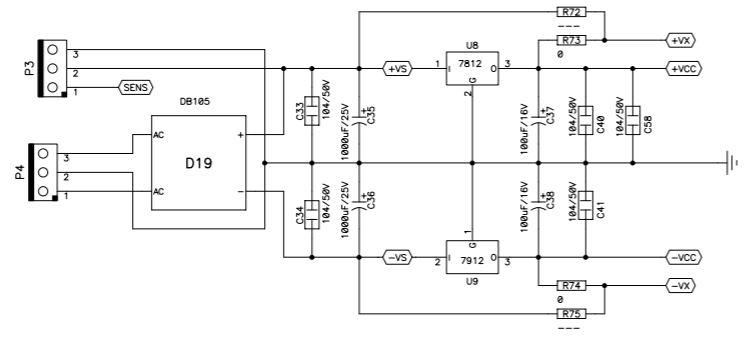 R72
---
R73
0
+VX
P3
3
2
1
SENS
+VS
U8
1
I
7812
O
3
G
2
+VCC
DB105
AC
+
D19
AC
-
P4
3
2
1
C33
104/50V
1000uF/25V
+
C35
100uF/16V
+
C37
104/50V
C40
104/50V
C58
C34
104/50V
1000uF/25V
+
C36
100uF/16V
+
C38
104/50V
C41
-VS
1
G
2
I
7912
O
3
U9
-VCC
R74
0
-VX
R75
---